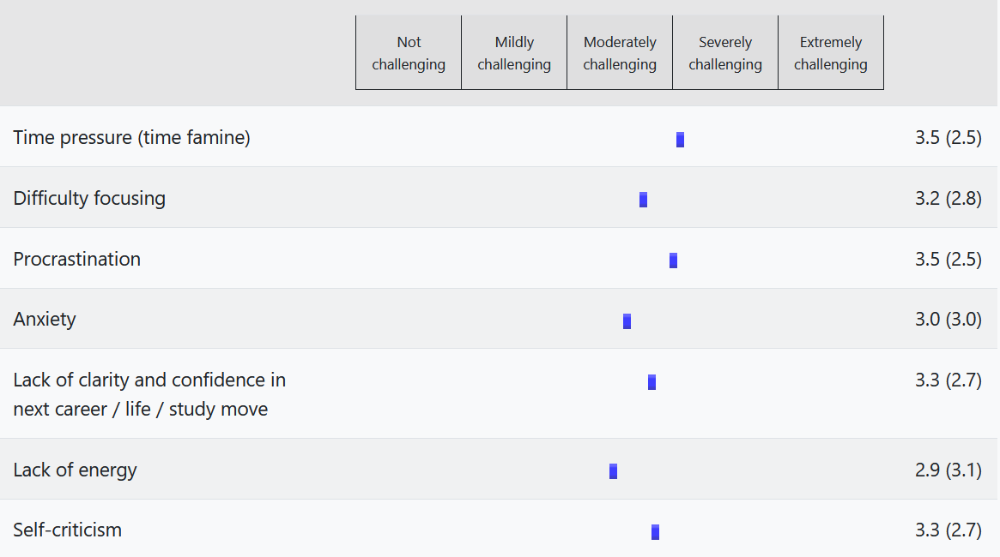 Not challenging
Mildly challenging
Moderately challenging
Severely challenging
Extremely challenging
Time pressure (time famine) 3.5 (2.5)
Difficulty focusing 3.2 (2.8)
Procrastination 3.5 (2.5)
Anxiety 3.0 (3.0)
Lack of clarity and confidence in 3.3 (2.7)
next career / life / study move
Lack of energy 2.9 (3.1)
Self-criticism 3.3 (2.7)